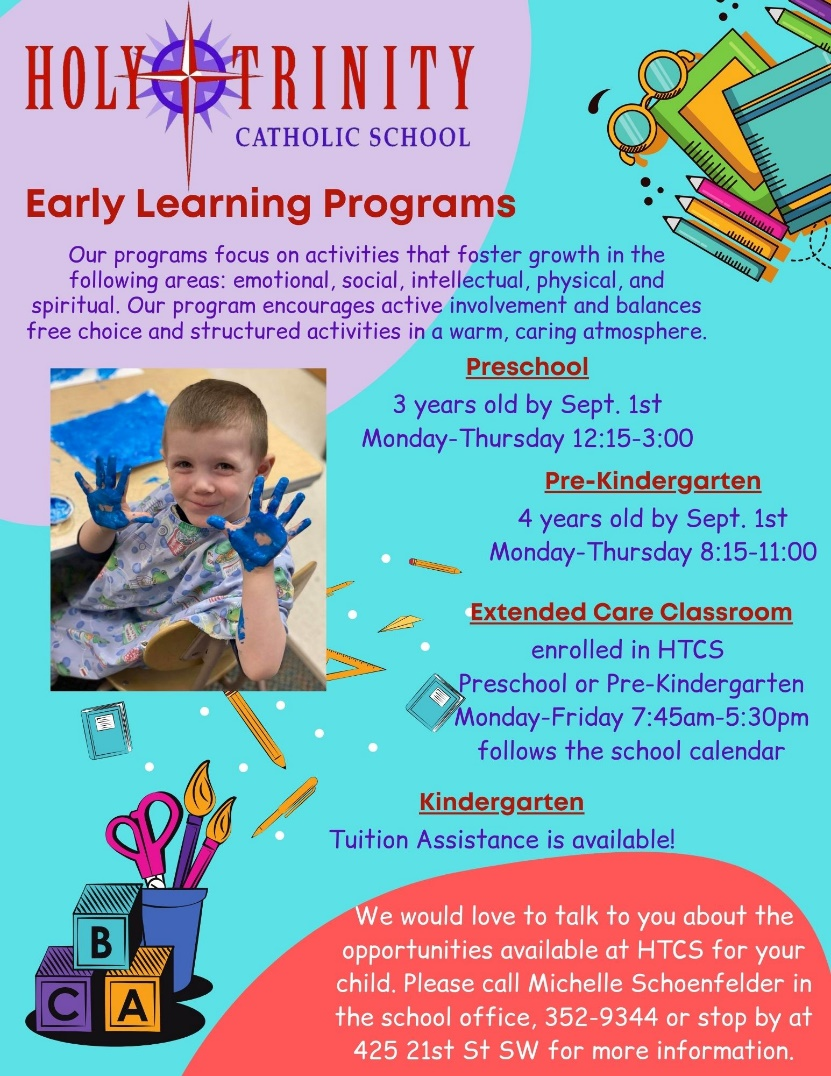 HOLY TRINITY
CATHOLIC SCHOOL
Early Learning Programs
Our programs focus on activities that foster growth in the
following areas: emotional, social, intellectual, physical, and
spiritual. Our program encourages active involvement and balances
free choice and structured activities in a warm, caring atmosphere.
Preschool
3 years old by Sept. 1st
Monday-Thursday 12:15-3:00
Pre-Kindergarten
4 years old by Sept. 1st
Monday-Thursday 8:15-11:00
Extended Care Classroom
enrolled in HTCS
Preschool or Pre-Kindergarten
Monday-Friday 7:45am-5:30pm
follows the school calendar
Kindergarten
Tuition Assistance is available!
B
C A
We would love to talk to you about the
opportunities available at HTCS for your
child. Please call Michelle Schoenfelder in
the school office, 352-9344 or stop by at
425 21st St SW for more information.